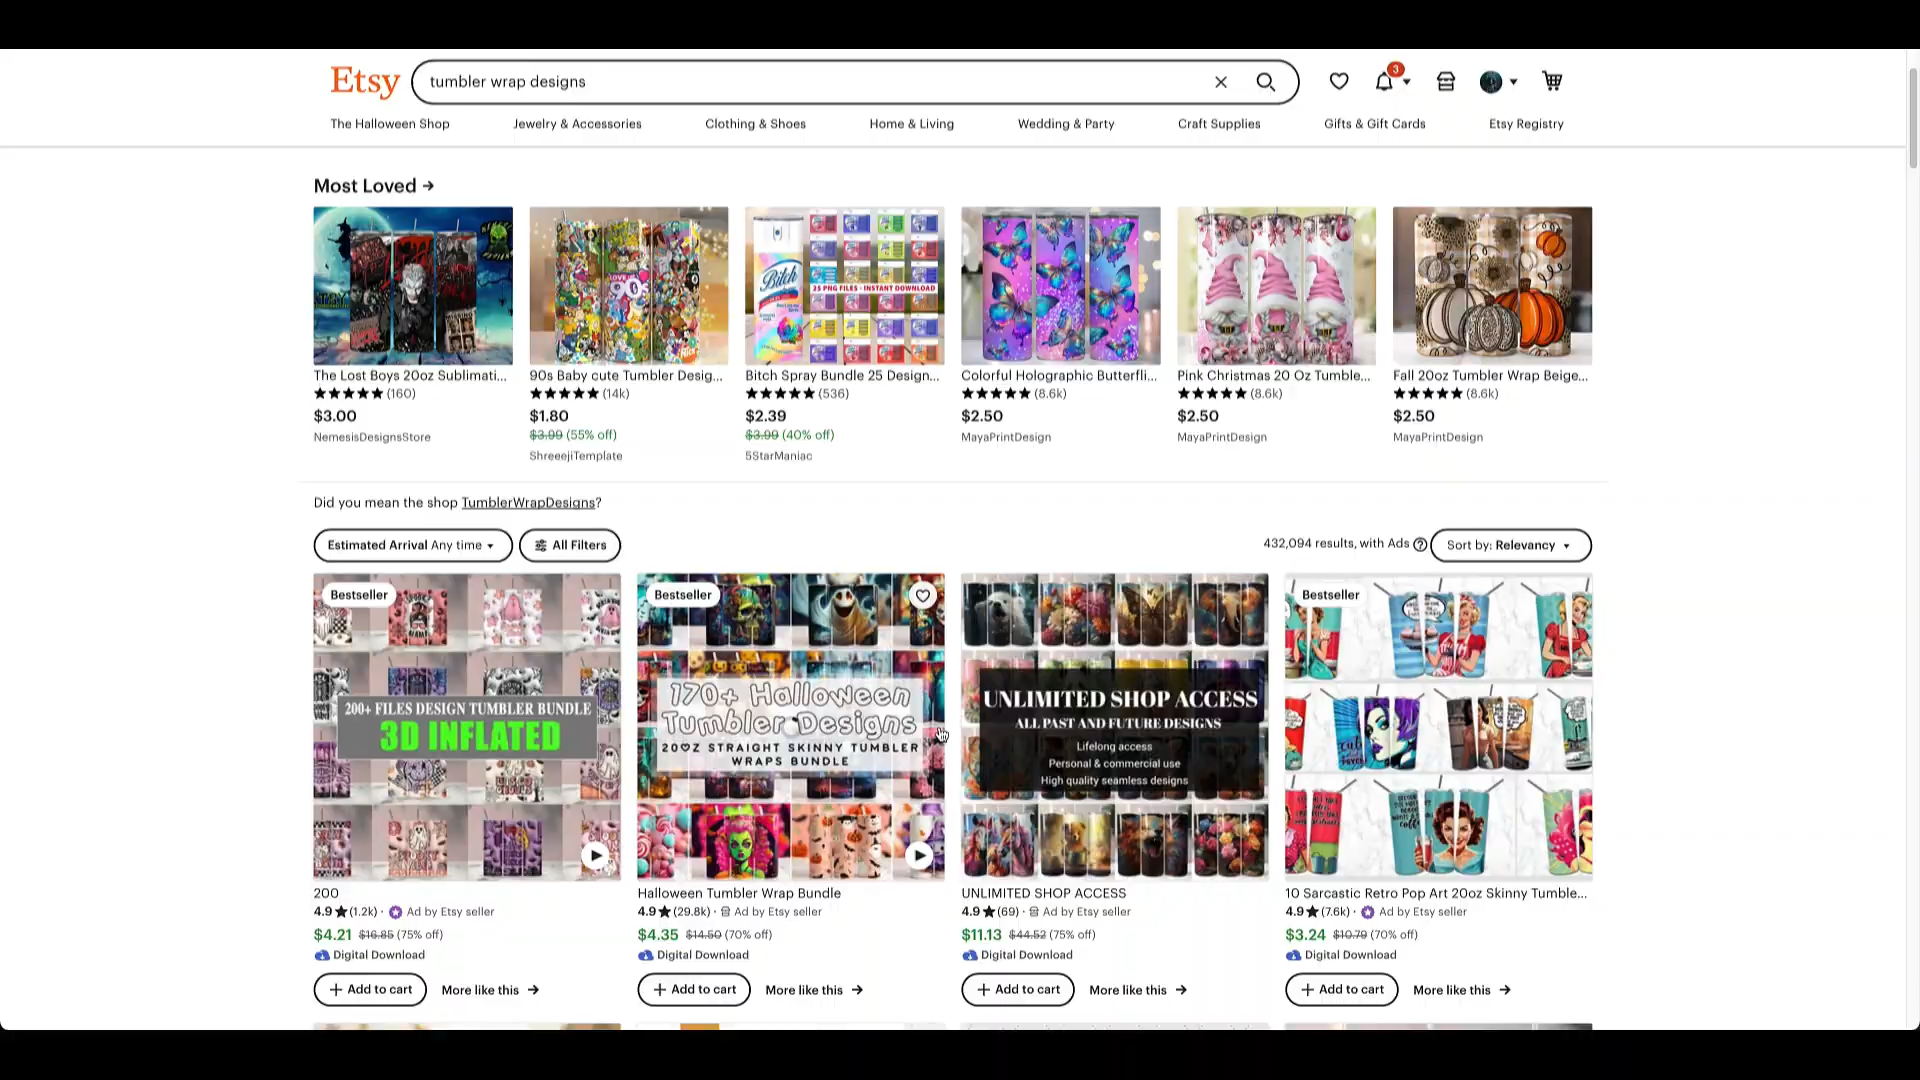 Etsy
tumbler wrap designs
3
The Halloween Shop
Jewelry & Accessories
Clothing & Shoes
Home & Living
Wedding & Party
Craft Supplies
Gifts & Gift Cards
Etsy Registry
Most Loved →
25 PNG FILES - INSTANT DOWNLOAD
Bitch
The Lost Boys 20oz Sublimati...
(160)
$3.00
NemesisDesignsStore
90s Baby cute Tumbler Desig...
(14k)
$1.80
$3.99 (55% off)
ShreeejiTemplate
Bitch Spray Bundle 25 Design...
(536)
$2.39
$3.99 (40% off)
5StarManiac
Colorful Holographic Butterfli...
(8.6k)
$2.50
MayaPrintDesign
Pink Christmas 20 Oz Tumble...
(8.6k)
$2.50
MayaPrintDesign
Fall 20oz Tumbler Wrap Beige...
(8.6k)
$2.50
MayaPrintDesign
Did you mean the shop TumblerWrapDesigns?
Estimated Arrival Any time
All Filters
432,094 results, with Ads
Sort by: Relevancy
Bestseller
200+ FILES DESIGN TUMBLER BUNDLE
3D INFLATED
200
4.9 (1.2k) · Ad by Etsy seller
$4.21 $16.85 (75% off)
Digital Download
+ Add to cart
More like this →
Bestseller
170+ Halloween
Tumbler Designs
20OZ STRAIGHT SKINNY TUMBLER
WRAPS BUNDLE
Halloween Tumbler Wrap Bundle
4.9 (29.8k) · Ad by Etsy seller
$4.35 $14.50 (70% off)
Digital Download
+ Add to cart
More like this →
UNLIMITED SHOP ACCESS
ALL PAST AND FUTURE DESIGNS
Lifelong access
Personal & commercial use
High quality seamless designs
UNLIMITED SHOP ACCESS
4.9 (69) · Ad by Etsy seller
$11.13 $44.52 (75% off)
Digital Download
+ Add to cart
More like this →
Bestseller
10 Sarcastic Retro Pop Art 20oz Skinny Tumble...
4.9 (7.6k) · Ad by Etsy seller
$3.24 $10.79 (70% off)
Digital Download
+ Add to cart
More like this →